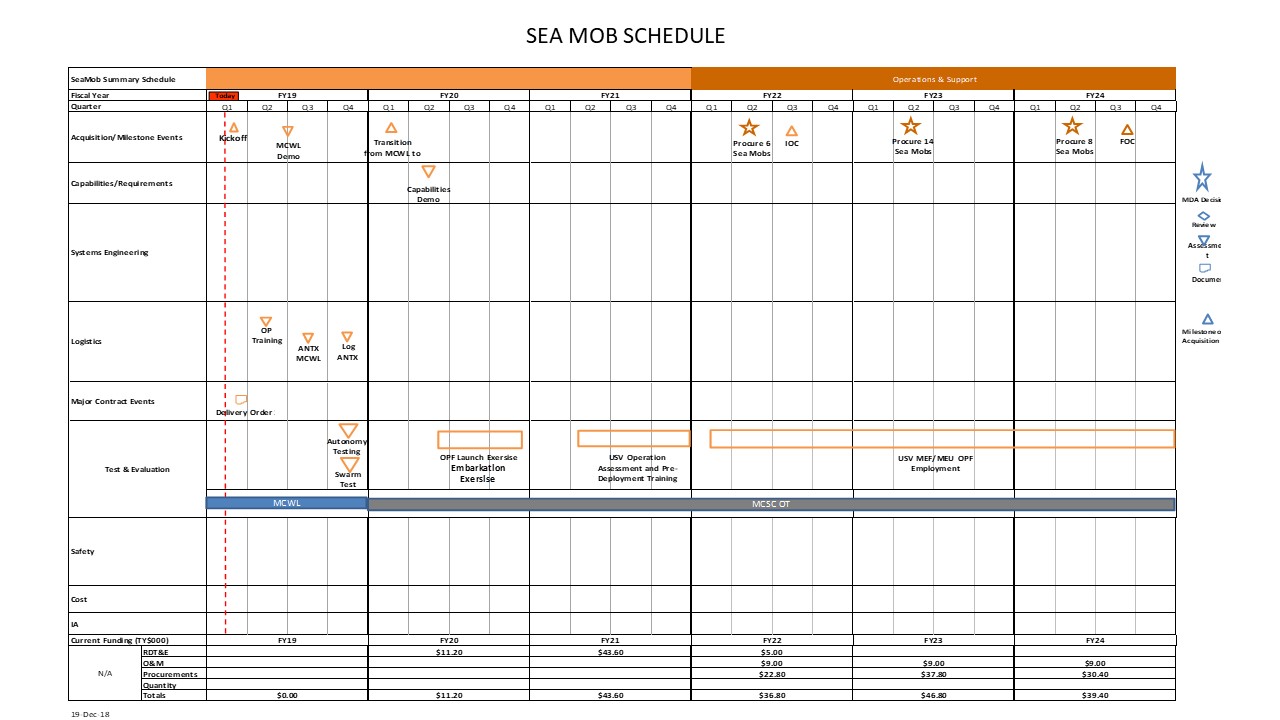 SEA MOB SCHEDULE
SeaMob Summary Schedule
Operations & Support
Fiscal Year
Today
FY19
FY20
FY21
FY22
FY23
FY24
Quarter
Q1 Q2 Q3 Q4 Q1 Q2 Q3 Q4 Q1 Q2 Q3 Q4 Q1 Q2 Q3 Q4 Q1 Q2 Q3 Q4 Q1 Q2 Q3 Q4
Acquisition/Milestone Events
Kickoff
MCWL
Demo
Transition
from MCWL to
Procure 6
Sea Mobs
IOC
Procure 14
Sea Mobs
Procure 8
Sea Mobs
FOC
Capabilities/Requirements
Capabilities
Demo
MDA Decisi
Review
Assessme
t
Docume
Systems Engineering
Logistics
OP
Training
ANTX
MCWL
Log
ANTX
Milestone o
Acquisition
Major Contract Events
Delivery Order
Test & Evaluation
Autonomy
Testing
Swarm
Test
OPF Launch Exersise
Embarkation
Exersise
USV Operation
Assessment and Pre-
Deployment Training
USV MEF/MEU OPF
Employment
MCWL
MCSC OT
Safety
Cost
IA
Current Funding (TY$000) FY19 FY20 FY21 FY22 FY23 FY24
N/A
RDT&E $11.20 $43.60 $5.00
O&M $9.00 $9.00 $9.00
Procurements $22.80 $37.80 $30.40
Quantity
Totals $0.00 $11.20 $43.60 $36.80 $46.80 $39.40
19-Dec-18